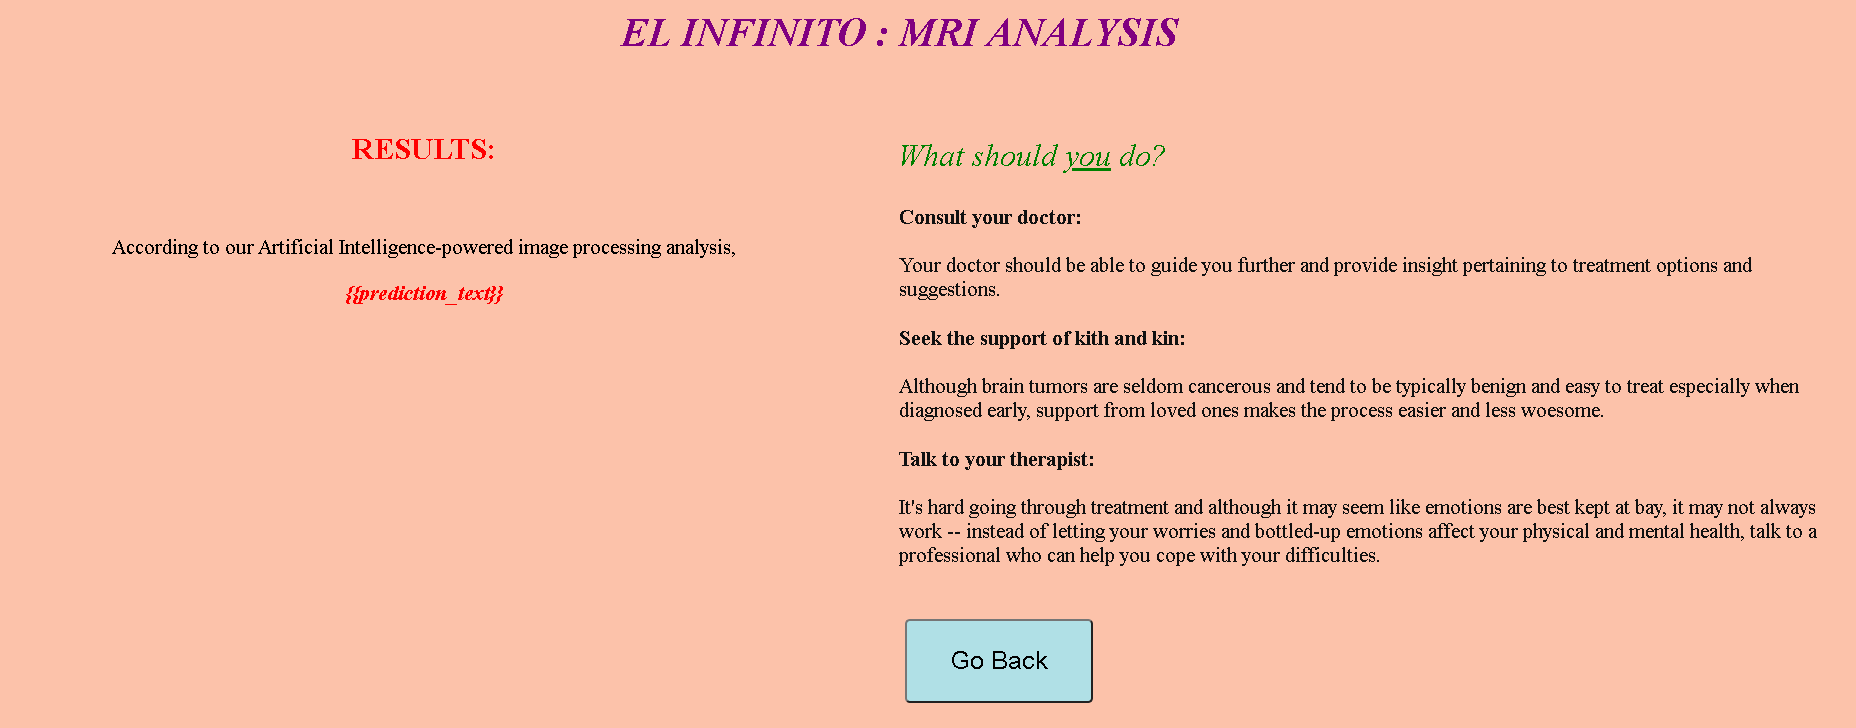 EL INFINITO : MRI ANALYSIS
RESULTS:
According to our Artificial Intelligence-powered image processing analysis,
{{prediction_text}}
What should you do?
Consult your doctor:
Your doctor should be able to guide you further and provide insight pertaining to treatment options and
suggestions.
Seek the support of kith and kin:
Although brain tumors are seldom cancerous and tend to be typically benign and easy to treat especially when
diagnosed early, support from loved ones makes the process easier and less woesome.
Talk to your therapist:
It's hard going through treatment and although it may seem like emotions are best kept at bay, it may not always
work -- instead of letting your worries and bottled-up emotions affect your physical and mental health, talk to a
professional who can help you cope with your difficulties.
Go Back